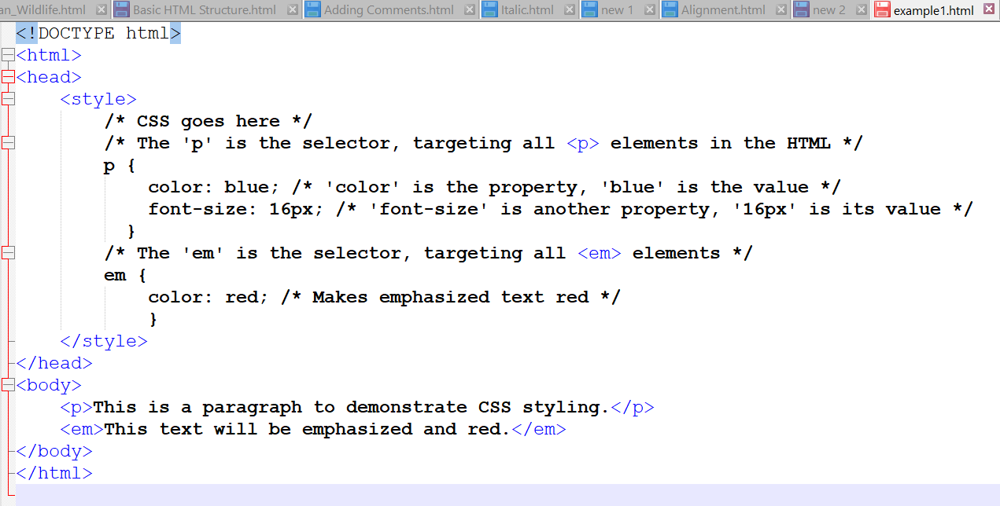 an_Wildlife.html Basic HTML Structure.html Adding Comments.html Italic.html new 1 Alignment.html new 2 example1.html
<!DOCTYPE html>
<html>
<head>
    <style>
        /* CSS goes here */
        /* The 'p' is the selector, targeting all <p> elements in the HTML */
        p {
            color: blue; /* 'color' is the property, 'blue' is the value */
            font-size: 16px; /* 'font-size' is another property, '16px' is its value */
          }
        /* The 'em' is the selector, targeting all <em> elements */
        em {
            color: red; /* Makes emphasized text red */
            }
    </style>
</head>
<body>
    <p>This is a paragraph to demonstrate CSS styling.</p>
    <em>This text will be emphasized and red.</em>
</body>
</html>